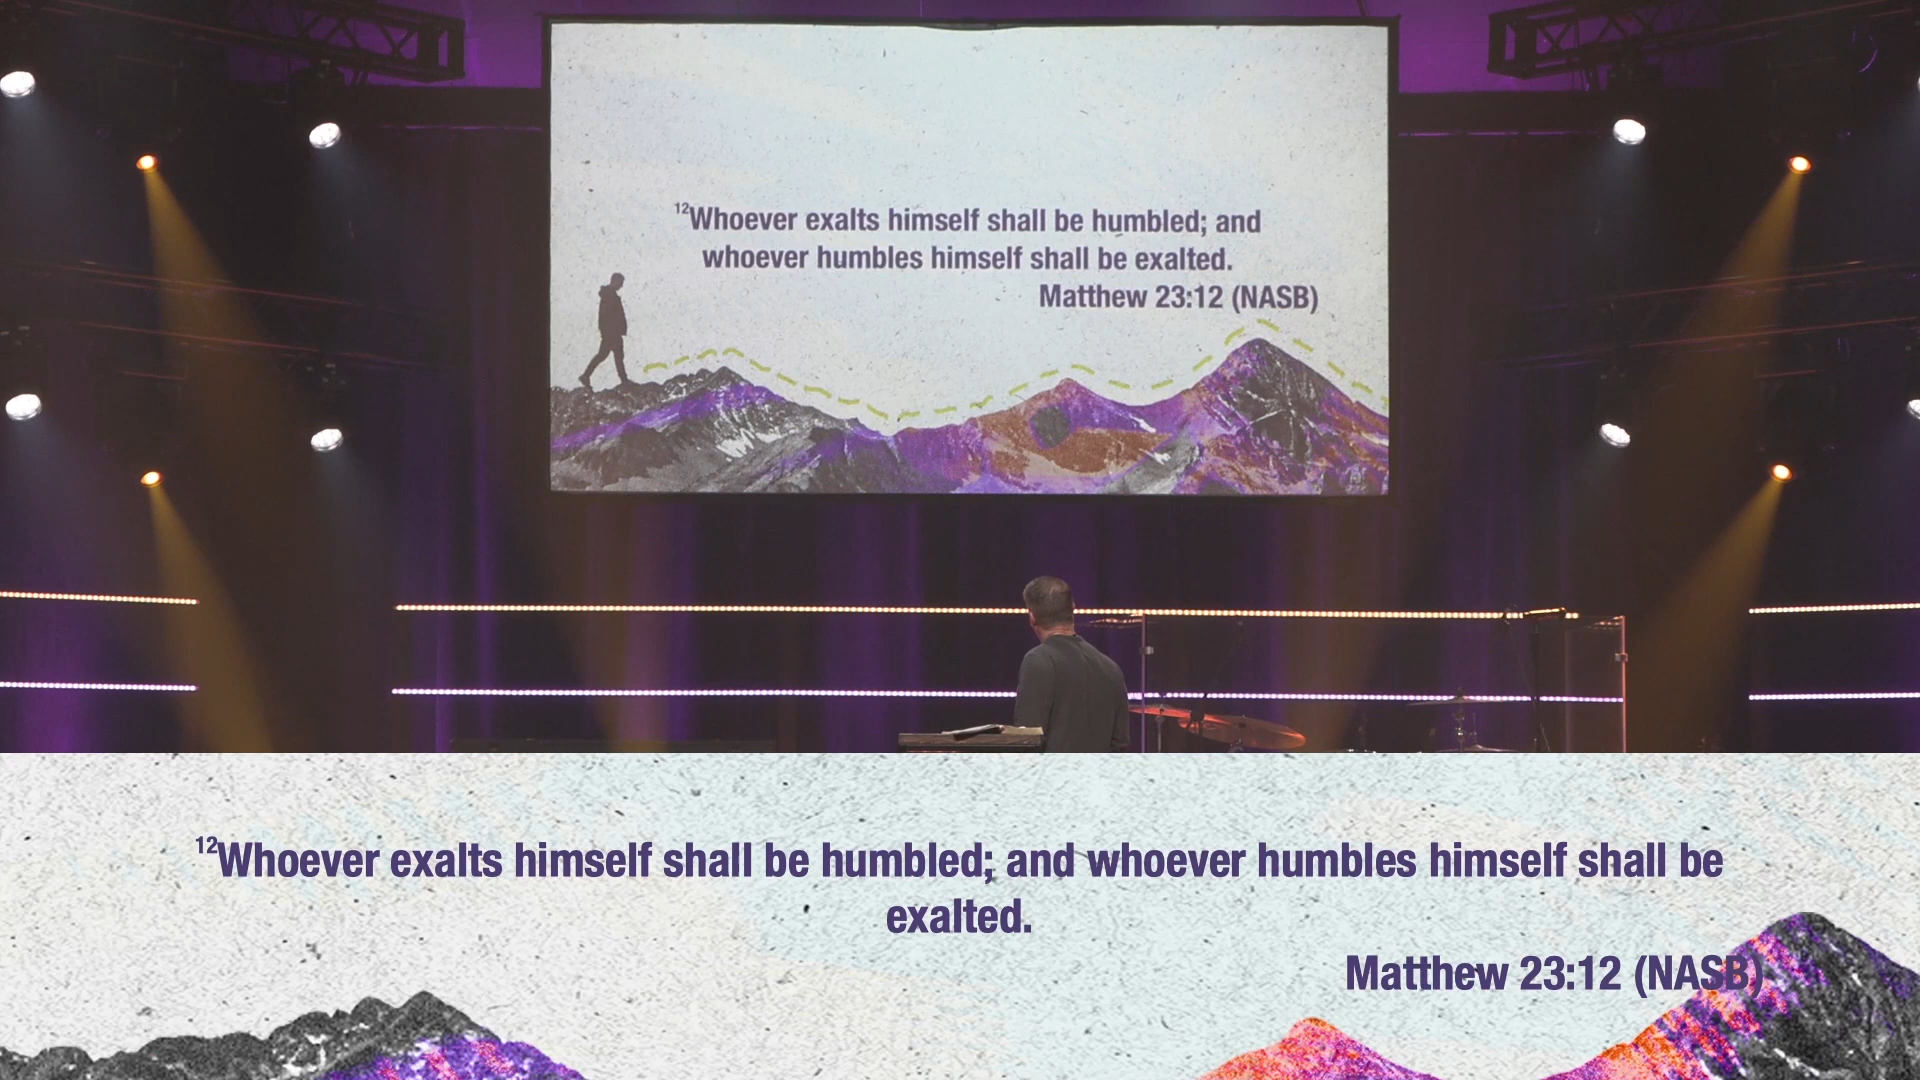 ¹²Whoever exalts himself shall be humbled; and
whoever humbles himself shall be exalted.
Matthew 23:12 (NASB)
¹²Whoever exalts himself shall be humbled; and whoever humbles himself shall be
exalted.
Matthew 23:12 (NASB)